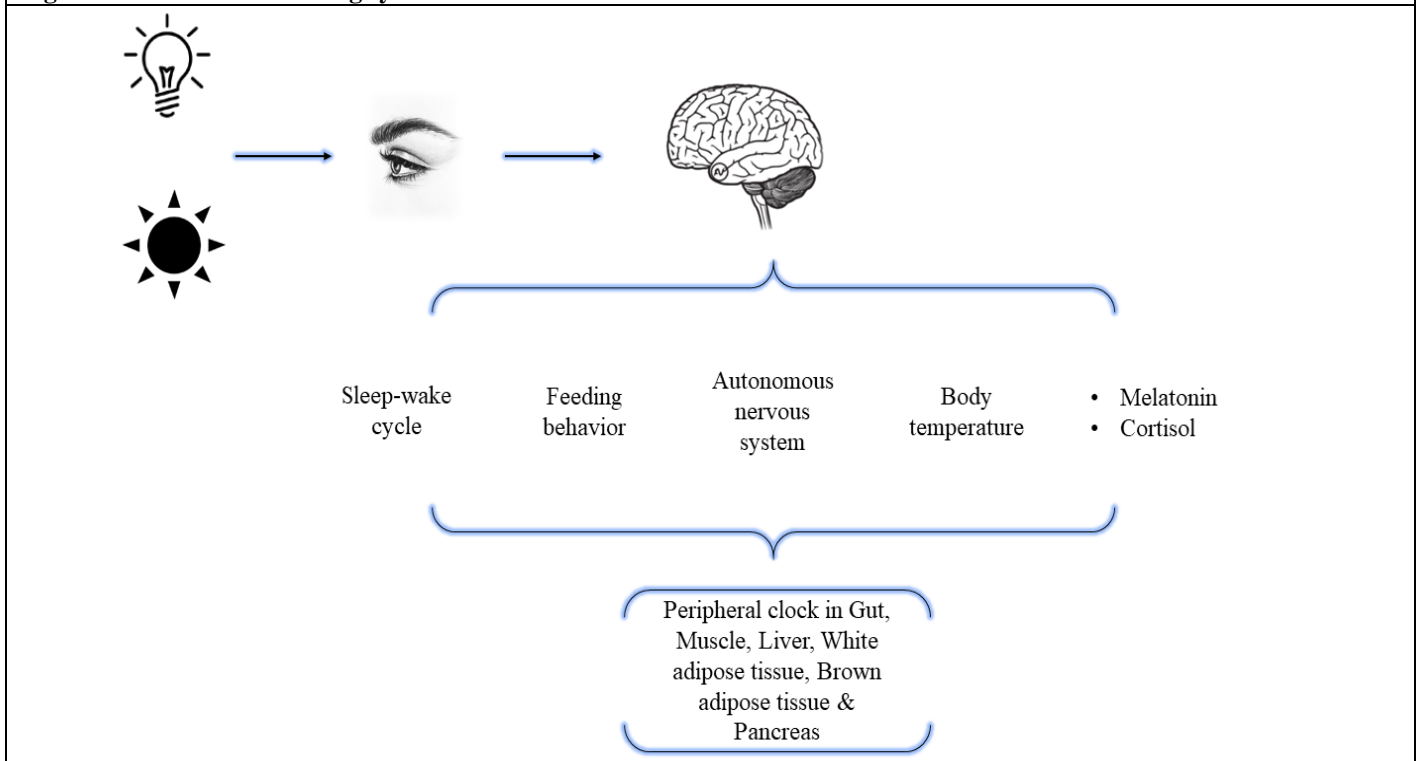 Sleep-wake
cycle
Feeding
behavior
Autonomous
nervous
system
Body
temperature
• Melatonin
• Cortisol
Peripheral clock in Gut,
Muscle, Liver, White
adipose tissue, Brown
adipose tissue &
Pancreas